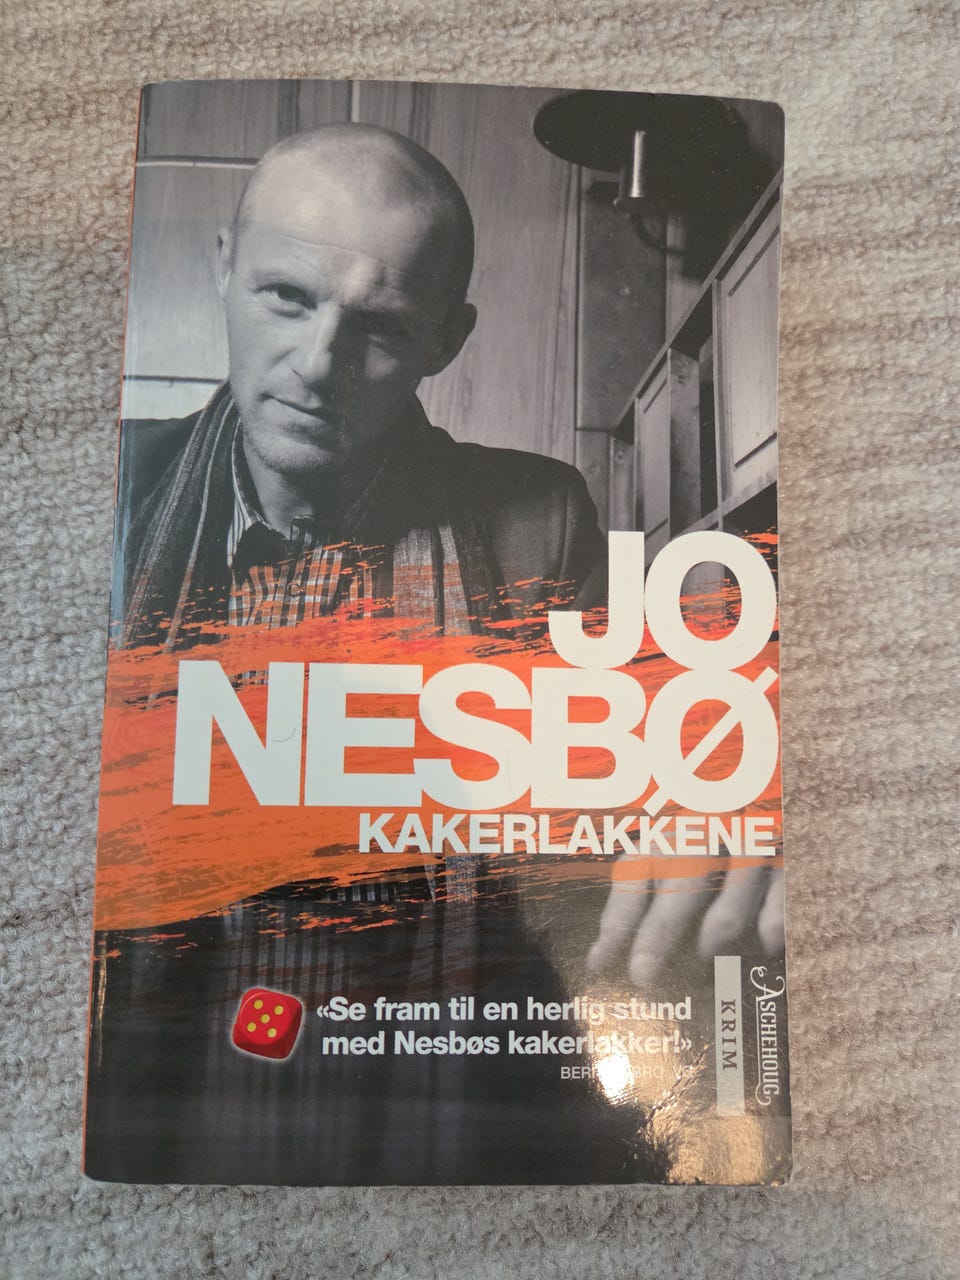 JO
NESBØ
KAKERLAKKENE
«Se fram til en herlig stund
med Nesbøs kakerlakker!»
VG
KRIM
ASCHEHOUG